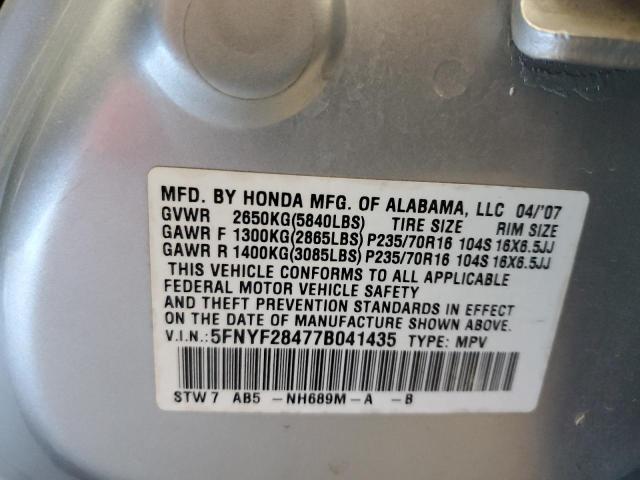 MFD. BY HONDA MFG. OF ALABAMA, LLC 04/'07
GVWR 2650KG(5840LBS) TIRE SIZE RIM SIZE
GAWR F 1300KG(2865LBS) P235/70R16 104S 16X6.5JJ
GAWR R 1400KG(3085LBS) P235/70R16 104S 16X6.5JJ
THIS VEHICLE CONFORMS TO ALL APPLICABLE
FEDERAL MOTOR VEHICLE SAFETY
AND THEFT PREVENTION STANDARDS IN EFFECT
ON THE DATE OF MANUFACTURE SHOWN ABOVE.
V.I.N.: 5FNYF28477B041435 TYPE: MPV
STW7 AB5 -NH689M-A -B